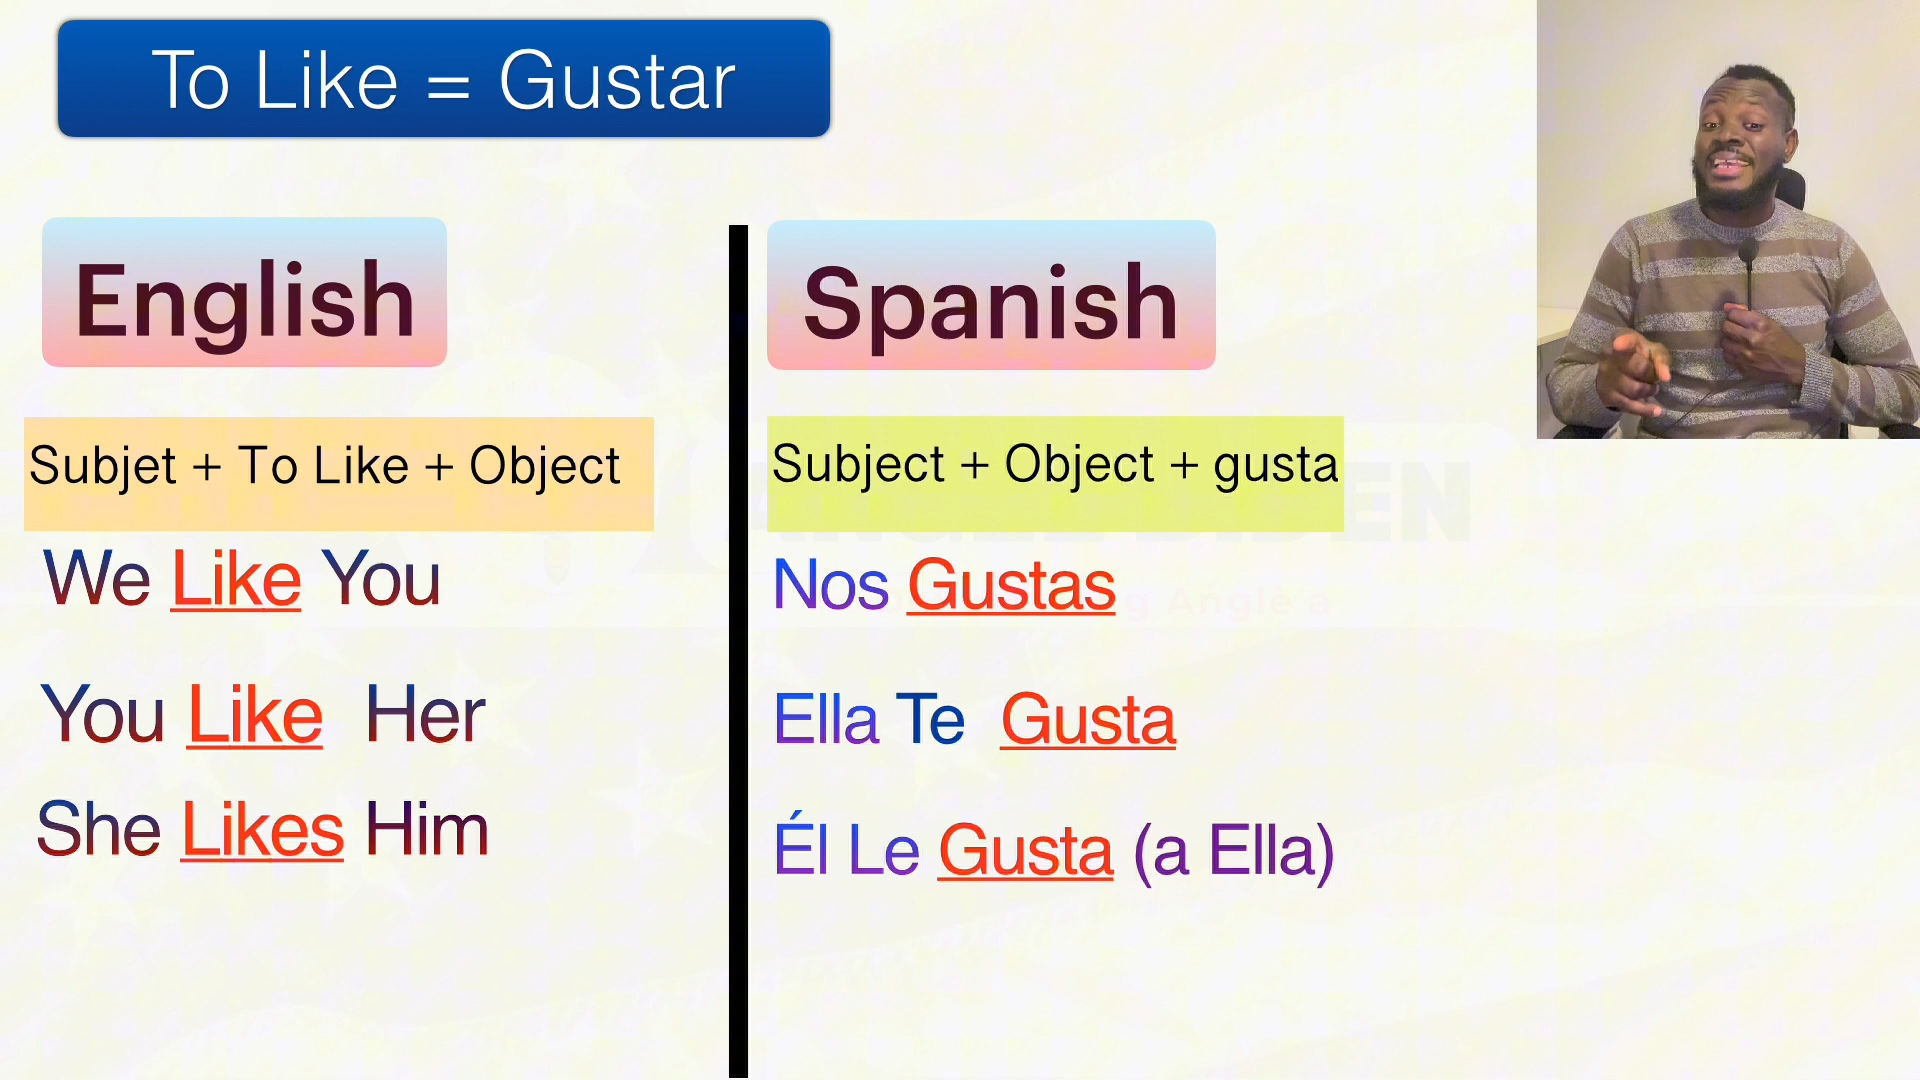 To Like = Gustar
English
Subjet + To Like + Object
We Like You
You Like Her
She Likes Him
Spanish
Subject + Object + gusta
Nos Gustas
Ella Te Gusta
Él Le Gusta (a Ella)